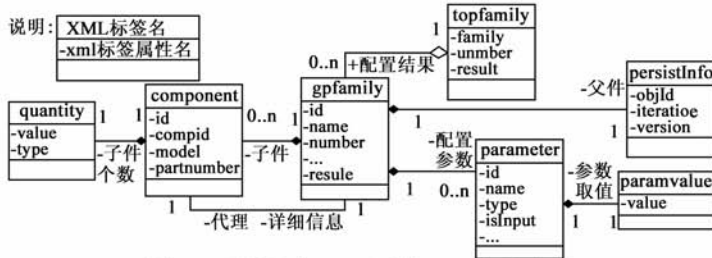 说明:
XML标签名
-xml标签属性名
topfamily
-family
-unmber
-result
1
0..n
+配置结果
quantity
-value
-type
1
1
-子件
个数
component
-id
-compid
-model
-partnumber
0..n
1
-子件
gpfamily
-id
-name
-number
-...
-resule
1
-父件
1
persistInfo
-objId
-iteratioe
-version
-配置
参数
1
0..n
parameter
-id
-name
-type
-isInput
-...
-参数
取值
1
1
paramvalue
-value
1
-代理
-详细信息
1